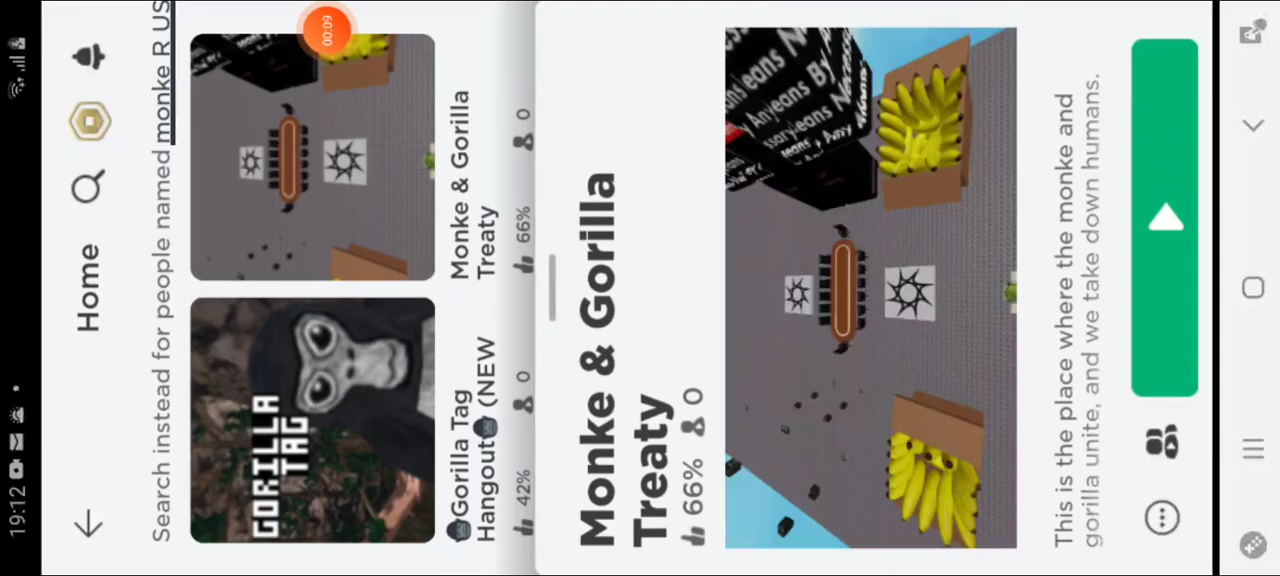 19:12
00:09
Home
Search instead for people named monke R US
GORILLA
TAG
Gorilla Tag
Hangout (NEW
42% 0
Monke & Gorilla
Treaty
66% 0
Monke & Gorilla
Treaty
66% 0
This is the place where the monke and
gorilla unite, and we take down humans.